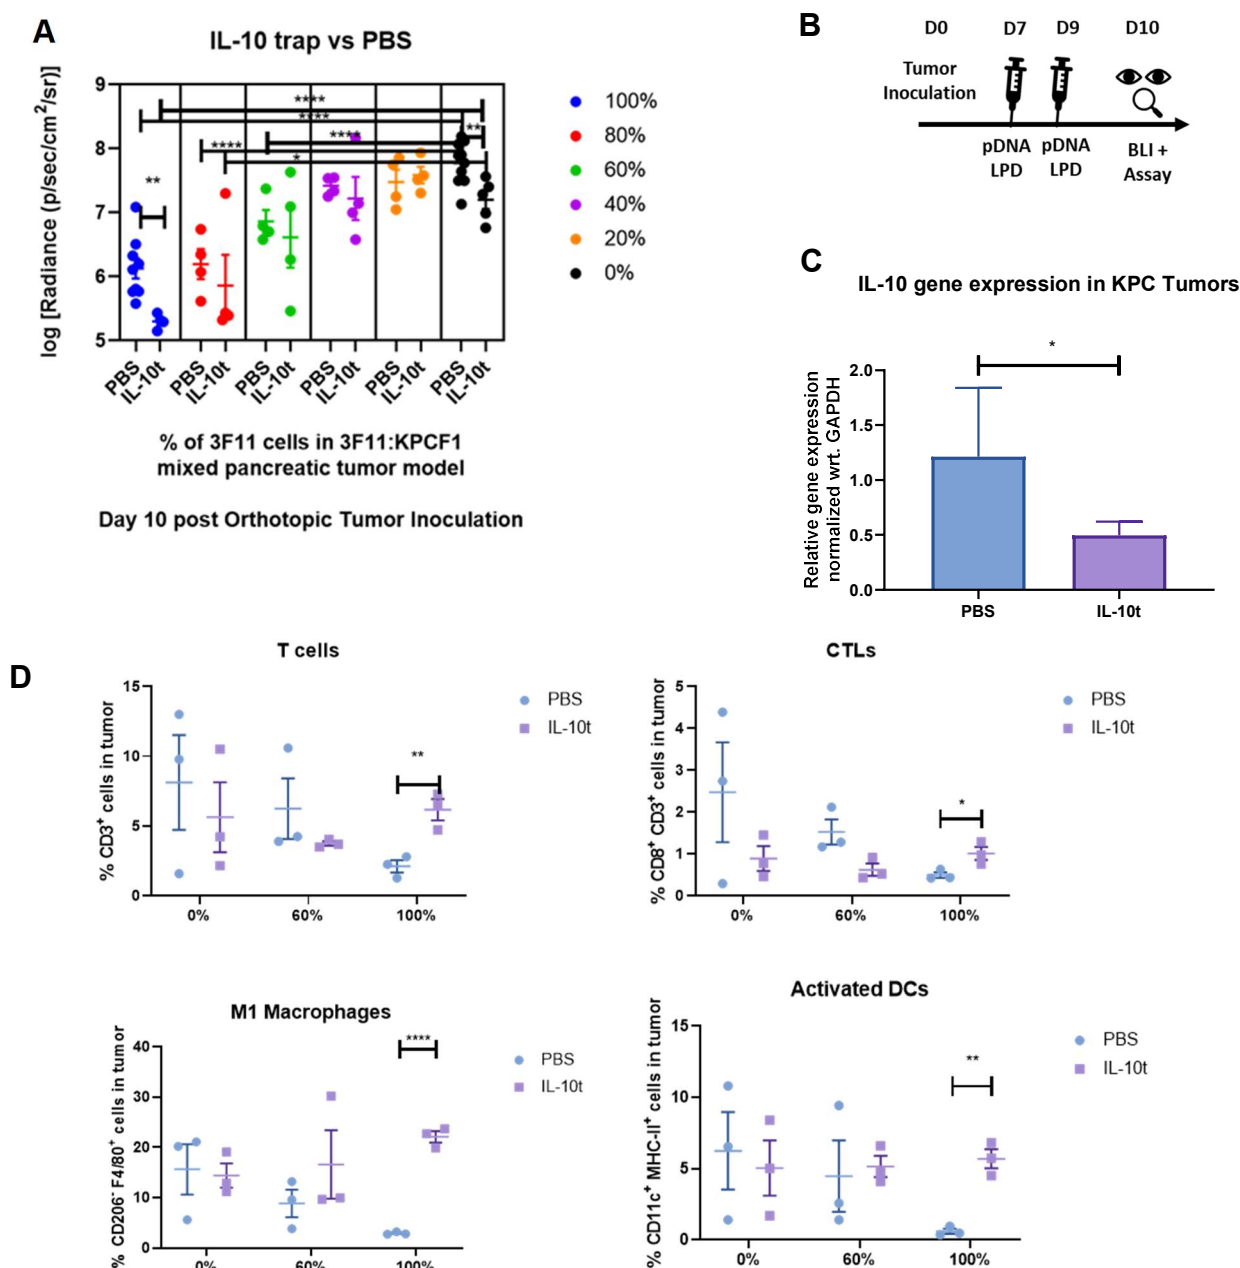 A
IL-10 trap vs PBS
log [Radiance (p/sec/cm²/sr)]
9
8
7
6
5
****
****
****
**
****
*
**
PBS
IL-10t
PBS
IL-10t
PBS
IL-10t
PBS
IL-10t
PBS
IL-10t
PBS
IL-10t
100%
80%
60%
40%
20%
0%
% of 3F11 cells in 3F11:KPCF1
mixed pancreatic tumor model
Day 10 post Orthotopic Tumor Inoculation
B
D0 D7 D9 D10
Tumor
Inoculation
pDNA
LPD
pDNA
LPD
BLI +
Assay
C
IL-10 gene expression in KPC Tumors
*
Relative gene expression
normalized wrt. GAPDH
2.0
1.5
1.0
0.5
0.0
PBS IL-10t
D
T cells
% CD3⁺ cells in tumor
15
10
5
0
**
0% 60% 100%
PBS
IL-10t
CTLs
% CD8⁺ CD3⁺ cells in tumor
5
4
3
2
1
0
*
0% 60% 100%
PBS
IL-10t
M1 Macrophages
% CD206⁻ F4/80⁺ cells in tumor
40
30
20
10
0
****
0% 60% 100%
PBS
IL-10t
Activated DCs
% CD11c⁺ MHC-II⁺ cells in tumor
15
10
5
0
**
0% 60% 100%
PBS
IL-10t